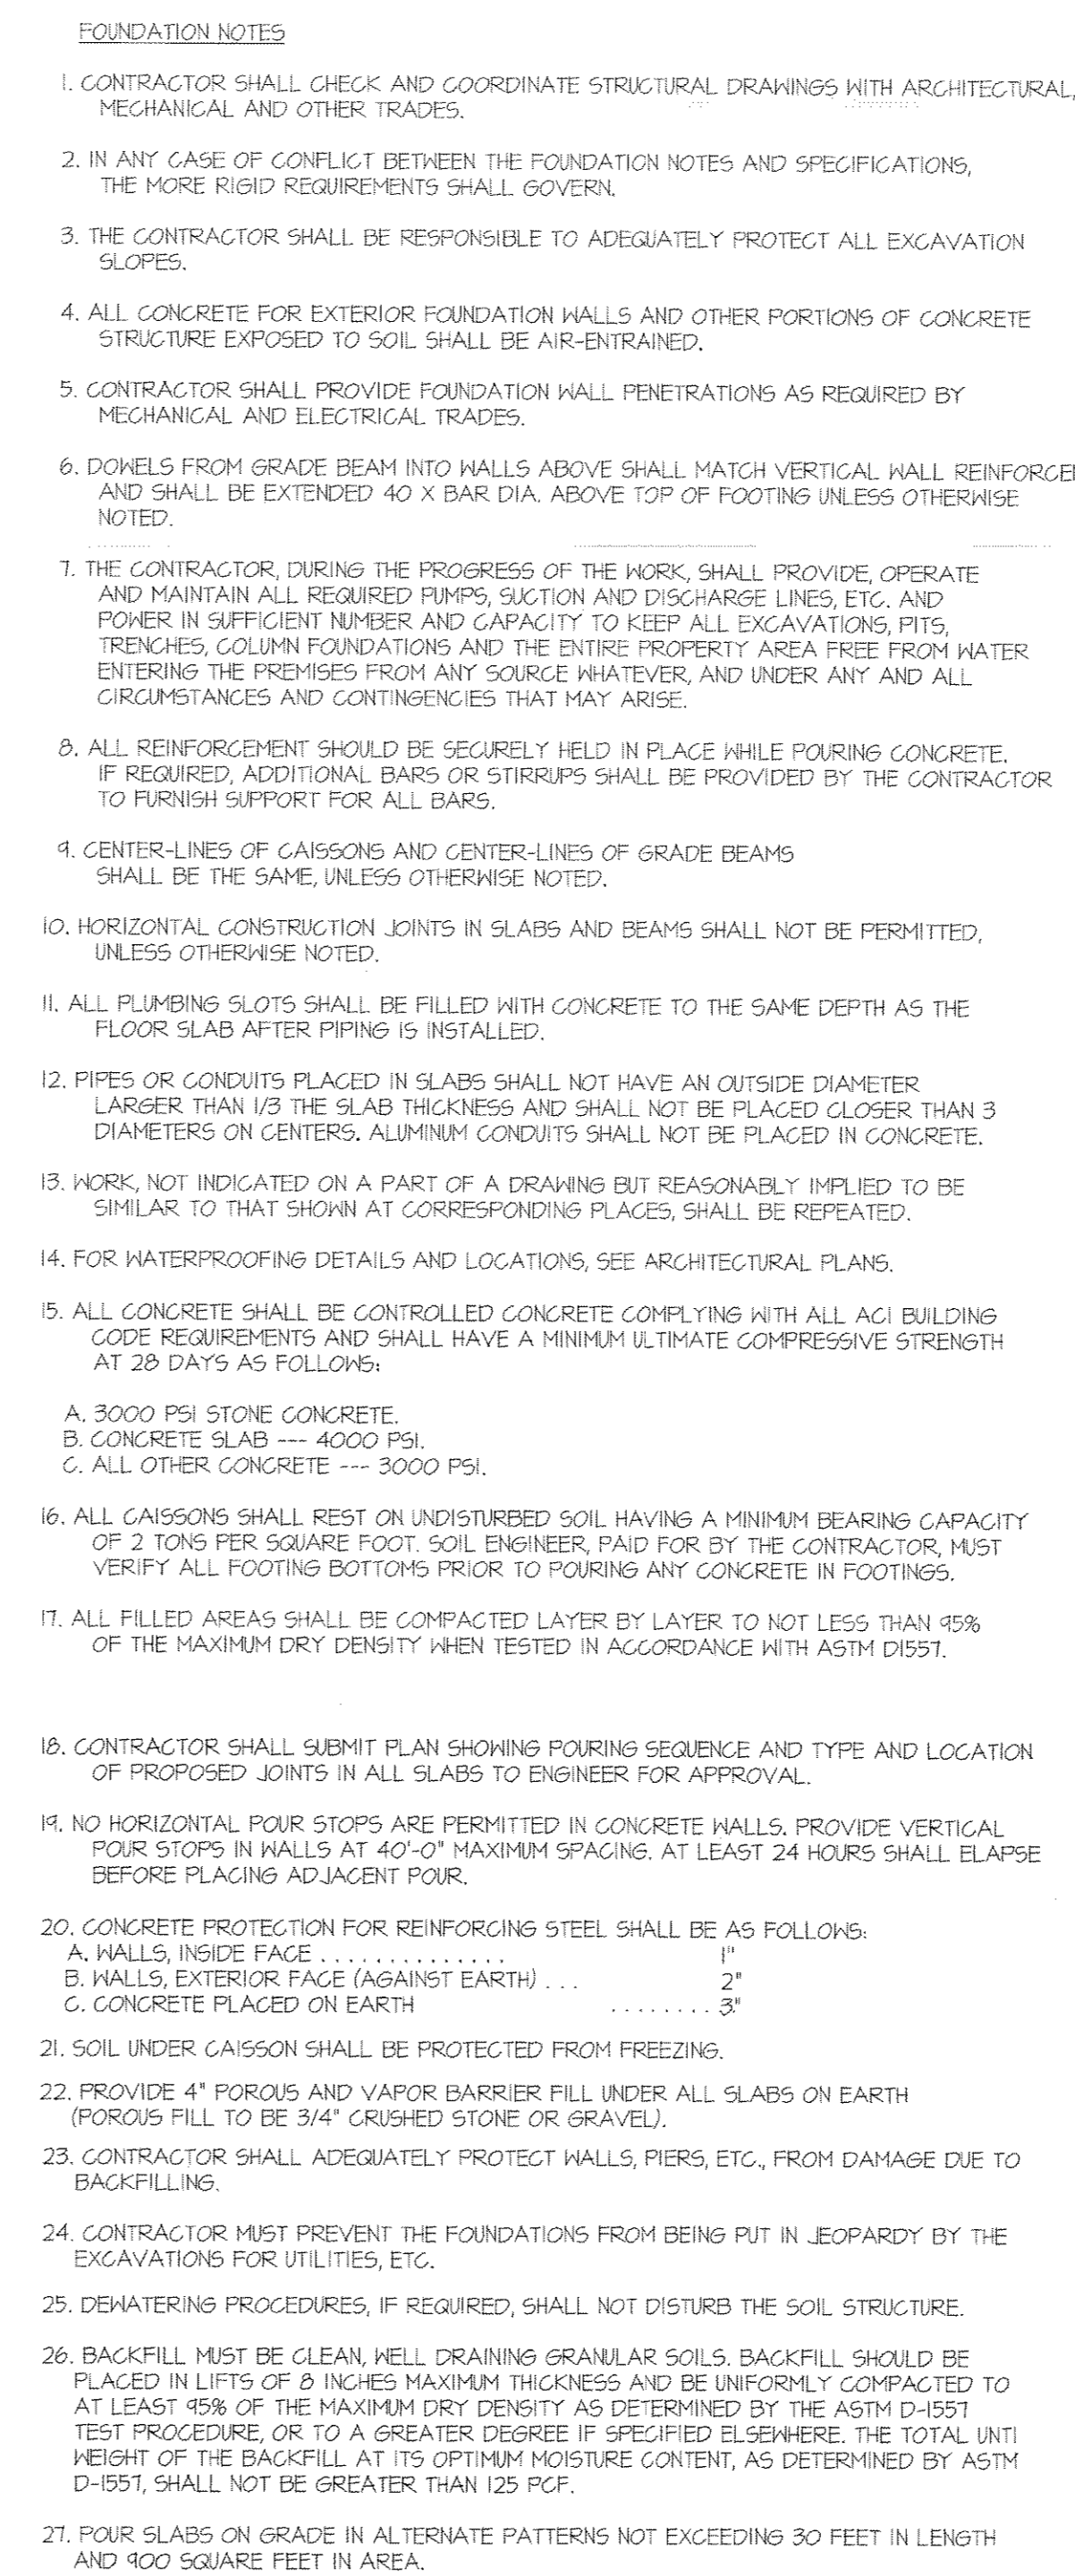 FOUNDATION NOTES
1. CONTRACTOR SHALL CHECK AND COORDINATE STRUCTURAL DRAWINGS WITH ARCHITECTURAL,
MECHANICAL AND OTHER TRADES.
2. IN ANY CASE OF CONFLICT BETWEEN THE FOUNDATION NOTES AND SPECIFICATIONS,
THE MORE RIGID REQUIREMENTS SHALL GOVERN.
3. THE CONTRACTOR SHALL BE RESPONSIBLE TO ADEQUATELY PROTECT ALL EXCAVATION
SLOPES.
4. ALL CONCRETE FOR EXTERIOR FOUNDATION WALLS AND OTHER PORTIONS OF CONCRETE
STRUCTURE EXPOSED TO SOIL SHALL BE AIR-ENTRAINED.
5. CONTRACTOR SHALL PROVIDE FOUNDATION WALL PENETRATIONS AS REQUIRED BY
MECHANICAL AND ELECTRICAL TRADES.
6. DOWELS FROM GRADE BEAM INTO WALLS ABOVE SHALL MATCH VERTICAL WALL REINFORCE
AND SHALL BE EXTENDED 40 X BAR DIA. ABOVE TOP OF FOOTING UNLESS OTHERWISE
NOTED.
7. THE CONTRACTOR, DURING THE PROGRESS OF THE WORK, SHALL PROVIDE, OPERATE
AND MAINTAIN ALL REQUIRED PUMPS, SUCTION AND DISCHARGE LINES, ETC. AND
POWER IN SUFFICIENT NUMBER AND CAPACITY TO KEEP ALL EXCAVATIONS, PITS,
TRENCHES, COLUMN FOUNDATIONS AND THE ENTIRE PROPERTY AREA FREE FROM WATER
ENTERING THE PREMISES FROM ANY SOURCE WHATEVER, AND UNDER ANY AND ALL
CIRCUMSTANCES AND CONTINGENCIES THAT MAY ARISE.
8. ALL REINFORCEMENT SHOULD BE SECURELY HELD IN PLACE WHILE POURING CONCRETE.
IF REQUIRED, ADDITIONAL BARS OR STIRRUPS SHALL BE PROVIDED BY THE CONTRACTOR
TO FURNISH SUPPORT FOR ALL BARS.
9. CENTER-LINES OF CAISSONS AND CENTER-LINES OF GRADE BEAMS
SHALL BE THE SAME, UNLESS OTHERWISE NOTED.
10. HORIZONTAL CONSTRUCTION JOINTS IN SLABS AND BEAMS SHALL NOT BE PERMITTED,
UNLESS OTHERWISE NOTED.
11. ALL PLUMBING SLOTS SHALL BE FILLED WITH CONCRETE TO THE SAME DEPTH AS THE
FLOOR SLAB AFTER PIPING IS INSTALLED.
12. PIPES OR CONDUITS PLACED IN SLABS SHALL NOT HAVE AN OUTSIDE DIAMETER
LARGER THAN 1/3 THE SLAB THICKNESS AND SHALL NOT BE PLACED CLOSER THAN 3
DIAMETERS ON CENTERS. ALUMINUM CONDUITS SHALL NOT BE PLACED IN CONCRETE.
13. WORK, NOT INDICATED ON A PART OF A DRAWING BUT REASONABLY IMPLIED TO BE
SIMILAR TO THAT SHOWN AT CORRESPONDING PLACES, SHALL BE REPEATED.
14. FOR WATERPROOFING DETAILS AND LOCATIONS, SEE ARCHITECTURAL PLANS.
15. ALL CONCRETE SHALL BE CONTROLLED CONCRETE COMPLYING WITH ALL ACI BUILDING
CODE REQUIREMENTS AND SHALL HAVE A MINIMUM ULTIMATE COMPRESSIVE STRENGTH
AT 28 DAYS AS FOLLOWS:
A. 3000 PSI STONE CONCRETE.
B. CONCRETE SLAB --- 4000 PSI.
C. ALL OTHER CONCRETE --- 3000 PSI.
16. ALL CAISSONS SHALL REST ON UNDISTURBED SOIL HAVING A MINIMUM BEARING CAPACITY
OF 2 TONS PER SQUARE FOOT. SOIL ENGINEER, PAID FOR BY THE CONTRACTOR, MUST
VERIFY ALL FOOTING BOTTOMS PRIOR TO POURING ANY CONCRETE IN FOOTINGS.
17. ALL FILLED AREAS SHALL BE COMPACTED LAYER BY LAYER TO NOT LESS THAN 95%
OF THE MAXIMUM DRY DENSITY WHEN TESTED IN ACCORDANCE WITH ASTM D1557.
18. CONTRACTOR SHALL SUBMIT PLAN SHOWING POURING SEQUENCE AND TYPE AND LOCATION
OF PROPOSED JOINTS IN ALL SLABS TO ENGINEER FOR APPROVAL.
19. NO HORIZONTAL POUR STOPS ARE PERMITTED IN CONCRETE WALLS. PROVIDE VERTICAL
POUR STOPS IN WALLS AT 40'-0" MAXIMUM SPACING. AT LEAST 24 HOURS SHALL ELAPSE
BEFORE PLACING ADJACENT POUR.
20. CONCRETE PROTECTION FOR REINFORCING STEEL SHALL BE AS FOLLOWS:
A. WALLS, INSIDE FACE . . . . . . . . . . . . . . 1"
B. WALLS, EXTERIOR FACE (AGAINST EARTH) . . . 2"
C. CONCRETE PLACED ON EARTH . . . . . . . . 3"
21. SOIL UNDER CAISSON SHALL BE PROTECTED FROM FREEZING.
22. PROVIDE 4" POROUS AND VAPOR BARRIER FILL UNDER ALL SLABS ON EARTH
(POROUS FILL TO BE 3/4" CRUSHED STONE OR GRAVEL).
23. CONTRACTOR SHALL ADEQUATELY PROTECT WALLS, PIERS, ETC., FROM DAMAGE DUE TO
BACKFILLING.
24. CONTRACTOR MUST PREVENT THE FOUNDATIONS FROM BEING PUT IN JEOPARDY BY THE
EXCAVATIONS FOR UTILITIES, ETC.
25. DEWATERING PROCEDURES, IF REQUIRED, SHALL NOT DISTURB THE SOIL STRUCTURE.
26. BACKFILL MUST BE CLEAN, WELL DRAINING GRANULAR SOILS. BACKFILL SHOULD BE
PLACED IN LIFTS OF 8 INCHES MAXIMUM THICKNESS AND BE UNIFORMLY COMPACTED TO
AT LEAST 95% OF THE MAXIMUM DRY DENSITY AS DETERMINED BY THE ASTM D-1557
TEST PROCEDURE, OR TO A GREATER DEGREE IF SPECIFIED ELSEWHERE. THE TOTAL UNTI
WEIGHT OF THE BACKFILL AT ITS OPTIMUM MOISTURE CONTENT, AS DETERMINED BY ASTM
D-1557, SHALL NOT BE GREATER THAN 125 PCF.
27. POUR SLABS ON GRADE IN ALTERNATE PATTERNS NOT EXCEEDING 30 FEET IN LENGTH
AND 900 SQUARE FEET IN AREA.